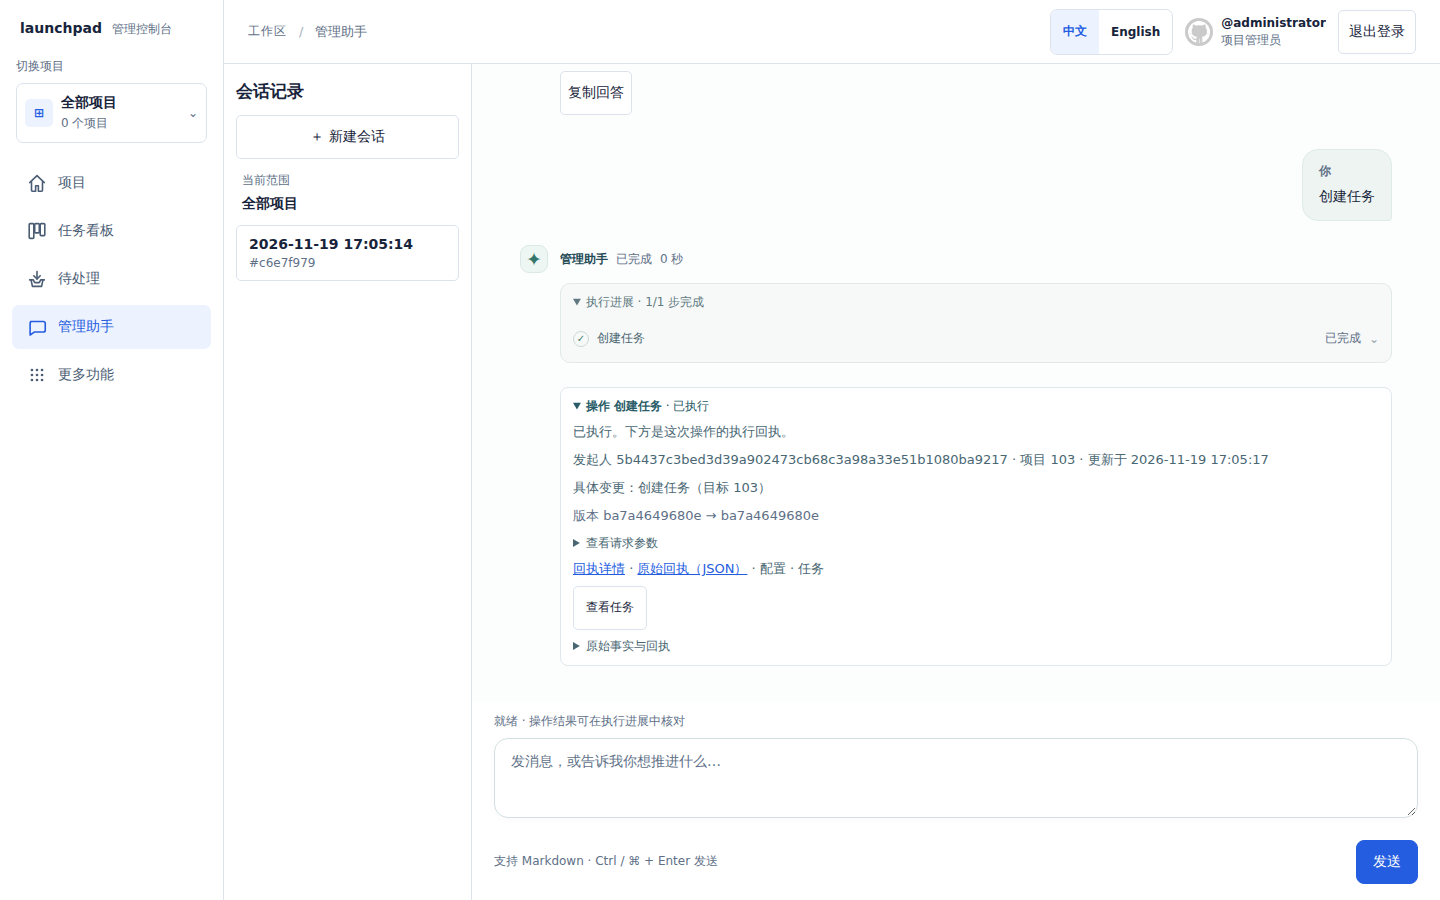 launchpad 管理控制台
切换项目
全部项目
0 个项目
项目
任务看板
待处理
管理助手
更多功能
工作区 / 管理助手
中文 English
@administrator
项目管理员
退出登录
会话记录
+ 新建会话
当前范围
全部项目
2026-11-19 17:05:14
#c6e7f979
复制回答
你
创建任务
管理助手 已完成 0 秒
▼ 执行进展 · 1/1 步完成
✓ 创建任务 已完成
▼ 操作 创建任务 · 已执行
已执行。下方是这次操作的执行回执。
发起人 5b4437c3bed3d39a902473cb68c3a98a33e51b1080ba9217 · 项目 103 · 更新于 2026-11-19 17:05:17
具体变更：创建任务（目标 103）
版本 ba7a4649680e → ba7a4649680e
▶ 查看请求参数
回执详情 · 原始回执（JSON） · 配置 · 任务
查看任务
▶ 原始事实与回执
就绪 · 操作结果可在执行进展中核对
发消息，或告诉我你想推进什么…
支持 Markdown · Ctrl / ⌘ + Enter 发送
发送